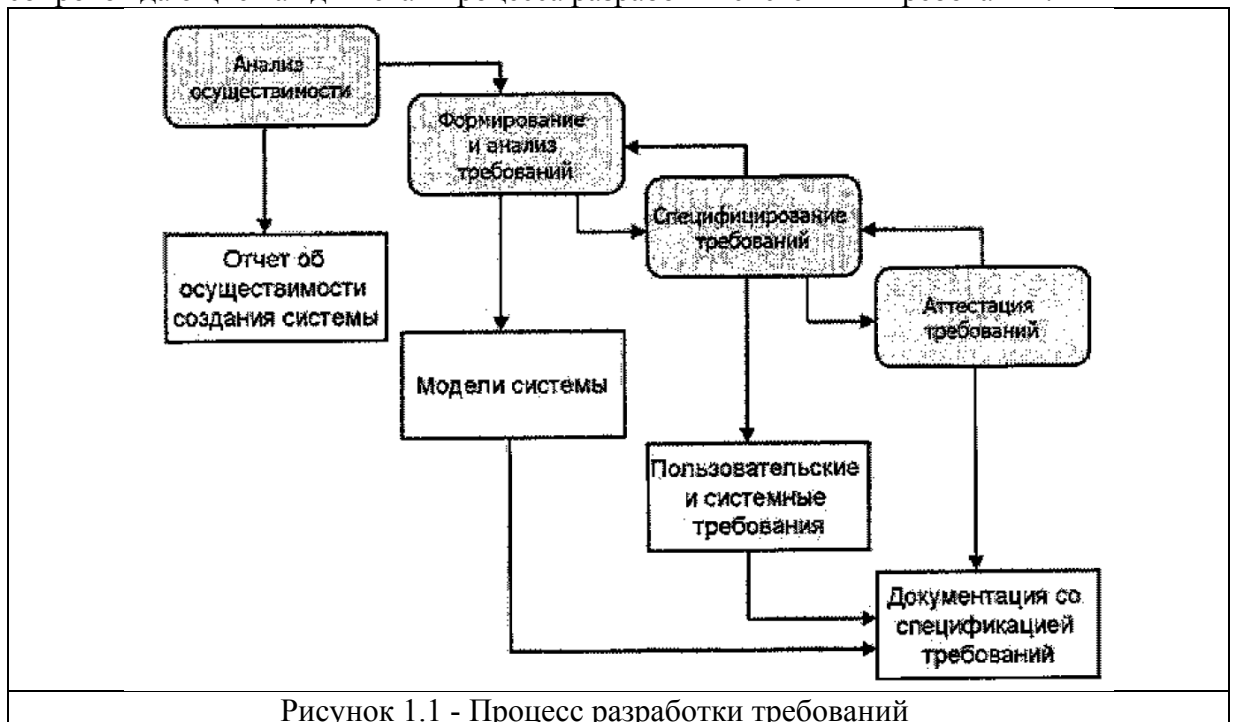 Анализ
осуществимости
Формирование
и анализ
требований
Специфицирование
требований
Отчет об
осуществимости
создания системы
Аттестация
требований
Модели системы
Пользовательские
и системные
требования
Документация со
спецификацией
требований
Рисунок 1.1 - Процесс разработки требований